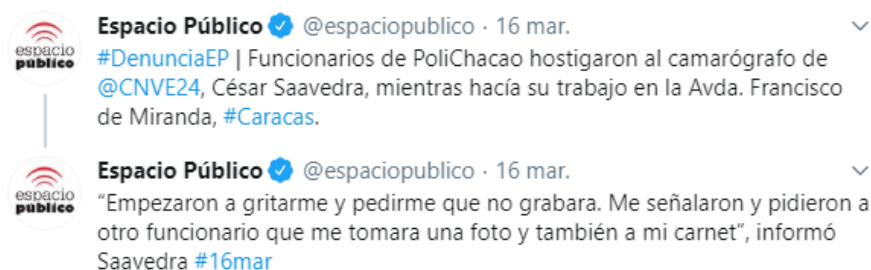 Espacio Público @espaciopublico · 16 mar.
espacio
público
#DenunciaEP | Funcionarios de PoliChacao hostigaron al camarógrafo de
@CNVE24, César Saavedra, mientras hacía su trabajo en la Avda. Francisco
de Miranda, #Caracas.
Espacio Público @espaciopublico · 16 mar.
espacio
público
“Empezaron a gritarme y pedirme que no grabara. Me señalaron y pidieron a
otro funcionario que me tomara una foto y también a mi carnet”, informó
Saavedra #16mar